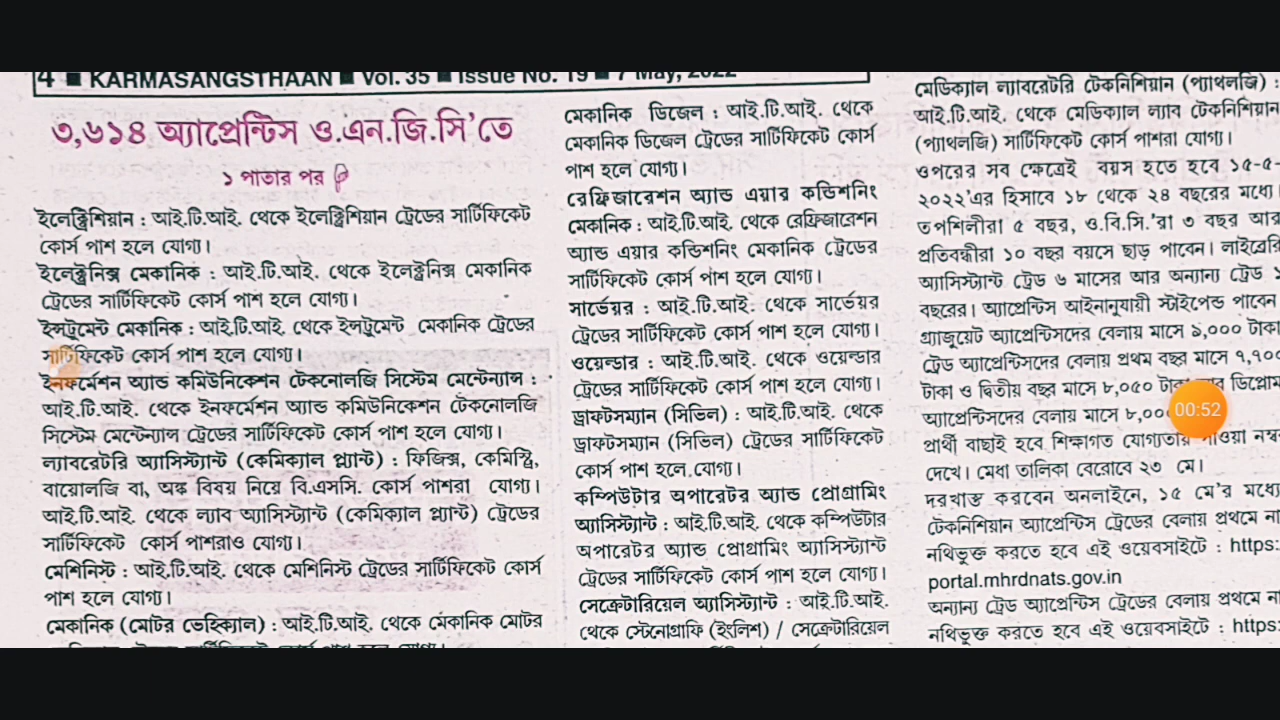 4 ■ KARMASANGSTHAAN ■ Vol. 35 ■ Issue No. 19 ■ 7 May, 2022
৩,৬১৪ অ্যাপ্রেন্টিস ও.এন.জি.সি'তে
১ পাতার পর
ইলেক্ট্রিশিয়ান : আই.টি.আই. থেকে ইলেক্ট্রিশিয়ান ট্রেডের সার্টিফিকেট
কোর্স পাশ হলে যোগ্য।
ইলেক্ট্রনিক্স মেকানিক : আই.টি.আই. থেকে ইলেক্ট্রনিক্স মেকানিক
ট্রেডের সার্টিফিকেট কোর্স পাশ হলে যোগ্য।
ইন্সট্রুমেন্ট মেকানিক : আই.টি.আই. থেকে ইন্সট্রুমেন্ট মেকানিক ট্রেডের
সার্টিফিকেট কোর্স পাশ হলে যোগ্য।
ইনফর্মেশন অ্যান্ড কমিউনিকেশন টেকনোলজি সিস্টেম মেন্টেন্যান্স :
আই.টি.আই. থেকে ইনফর্মেশন অ্যান্ড কমিউনিকেশন টেকনোলজি
সিস্টেম মেন্টেন্যান্স ট্রেডের সার্টিফিকেট কোর্স পাশ হলে যোগ্য।
ল্যাবরেটরি অ্যাসিস্ট্যান্ট (কেমিক্যাল প্ল্যান্ট) : ফিজিক্স, কেমিস্ট্রি,
বায়োলজি বা, অঙ্ক বিষয় নিয়ে বি.এসসি. কোর্স পাশরা যোগ্য।
আই.টি.আই. থেকে ল্যাব অ্যাসিস্ট্যান্ট (কেমিক্যাল প্ল্যান্ট) ট্রেডের
সার্টিফিকেট কোর্স পাশরাও যোগ্য।
মেশিনিস্ট : আই.টি.আই. থেকে মেশিনিস্ট ট্রেডের সার্টিফিকেট কোর্স
পাশ হলে যোগ্য।
মেকানিক (মোটর ভেহিক্যাল) : আই.টি.আই. থেকে মেকানিক মোটর
মেকানিক ডিজেল : আই.টি.আই. থেকে
মেকানিক ডিজেল ট্রেডের সার্টিফিকেট কোর্স
পাশ হলে যোগ্য।
রেফ্রিজারেশন অ্যান্ড এয়ার কন্ডিশনিং
মেকানিক : আই.টি.আই. থেকে রেফ্রিজারেশন
অ্যান্ড এয়ার কন্ডিশনিং মেকানিক ট্রেডের
সার্টিফিকেট কোর্স পাশ হলে যোগ্য।
সার্ভেয়র : আই.টি.আই. থেকে সার্ভেয়র
ট্রেডের সার্টিফিকেট কোর্স পাশ হলে যোগ্য।
ওয়েল্ডার : আই.টি.আই. থেকে ওয়েল্ডার
ট্রেডের সার্টিফিকেট কোর্স পাশ হলে যোগ্য।
ড্রাফটসম্যান (সিভিল) : আই.টি.আই. থেকে
ড্রাফটসম্যান (সিভিল) ট্রেডের সার্টিফিকেট
কোর্স পাশ হলে যোগ্য।
কম্পিউটার অপারেটর অ্যান্ড প্রোগ্রামিং
অ্যাসিস্ট্যান্ট : আই.টি.আই. থেকে কম্পিউটার
অপারেটর অ্যান্ড প্রোগ্রামিং অ্যাসিস্ট্যান্ট
ট্রেডের সার্টিফিকেট কোর্স পাশ হলে যোগ্য।
সেক্রেটারিয়েল অ্যাসিস্ট্যান্ট : আই.টি.আই.
থেকে স্টেনোগ্রাফি (ইংলিশ) / সেক্রেটারিয়েল
মেডিক্যাল ল্যাবরেটরি টেকনিশিয়ান (প্যাথলজি) :
আই.টি.আই. থেকে মেডিক্যাল ল্যাব টেকনিশিয়ান
(প্যাথলজি) সার্টিফিকেট কোর্স পাশরা যোগ্য।
ওপরের সব ক্ষেত্রেই বয়স হতে হবে ১৫-৫-
২০২২'এর হিসাবে ১৮ থেকে ২৪ বছরের মধ্যে
তপশিলীরা ৫ বছর, ও.বি.সি.'রা ৩ বছর আর
প্রতিবন্ধীরা ১০ বছর বয়সে ছাড় পাবেন। লাইব্রেরি
অ্যাসিস্ট্যান্ট ট্রেড ৬ মাসের আর অন্যান্য ট্রেড ১
বছরের। অ্যাপ্রেন্টিস আইনানুযায়ী স্টাইপেন্ড পাবেন
গ্র্যাজুয়েট অ্যাপ্রেন্টিসদের বেলায় মাসে ৯,০০০ টাকা
ট্রেড অ্যাপ্রেন্টিসদের বেলায় প্রথম বছর মাসে ৭,৭০০
টাকা ও দ্বিতীয় বছর মাসে ৮,০৫০ ডিপ্লোম
অ্যাপ্রেন্টিসদের বেলায় মাসে 00:52
প্রার্থী বাছাই হবে শিক্ষাগত যোগ্যতায় পাওয়া নম্বর
দেখে। মেধা তালিকা বেরোবে ২৩ মে।
দরখাস্ত করবেন অনলাইনে, ১৫ মে'র মধ্যে
টেকনিশিয়ান অ্যাপ্রেন্টিস ট্রেডের বেলায় প্রথমে না
নথিভুক্ত করতে হবে এই ওয়েবসাইটে : https:
portal.mhrdnats.gov.in
অন্যান্য ট্রেড অ্যাপ্রেন্টিস ট্রেডের বেলায় প্রথমে না
নথিভুক্ত করতে হবে এই ওয়েবসাইটে : https: